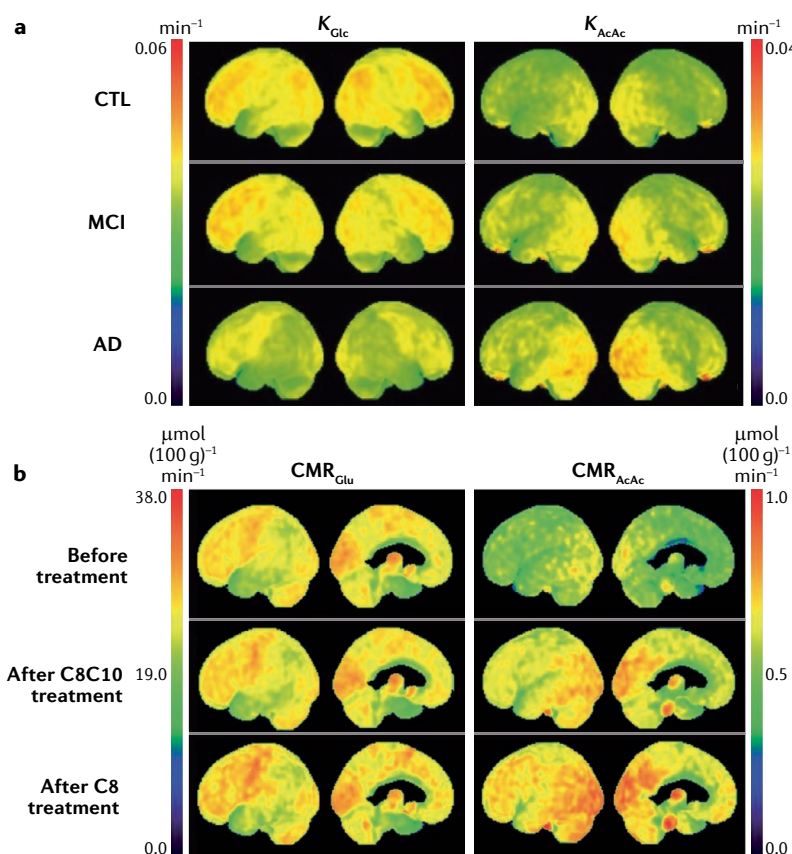 a
min⁻¹
K_Glc
K_AcAc
min⁻¹
0.06
0.04
CTL
MCI
AD
0.0
0.0
b
μmol
(100 g)⁻¹
min⁻¹
CMR_Glu
CMR_AcAc
μmol
(100 g)⁻¹
min⁻¹
38.0
1.0
Before
treatment
After C8C10
treatment
19.0
0.5
After C8
treatment
0.0
0.0